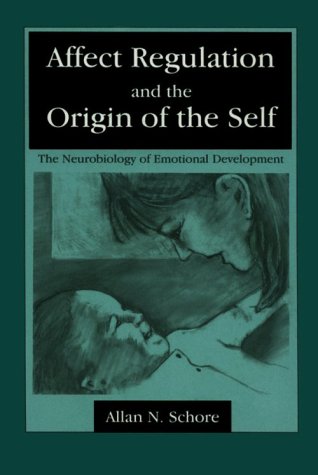 Affect Regulation
and the
Origin of the Self
The Neurobiology of Emotional Development
Allan N. Schore